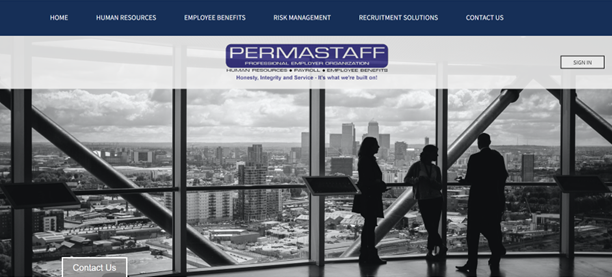 HOME HUMAN RESOURCES EMPLOYEE BENEFITS RISK MANAGEMENT RECRUITMENT SOLUTIONS CONTACT US
PERMASTAFF
PROFESSIONAL EMPLOYER ORGANIZATION
HUMAN RESOURCES • PAYROLL • EMPLOYEE BENEFITS
Honesty, Integrity and Service - It's what we're built on!
SIGN IN
Contact Us